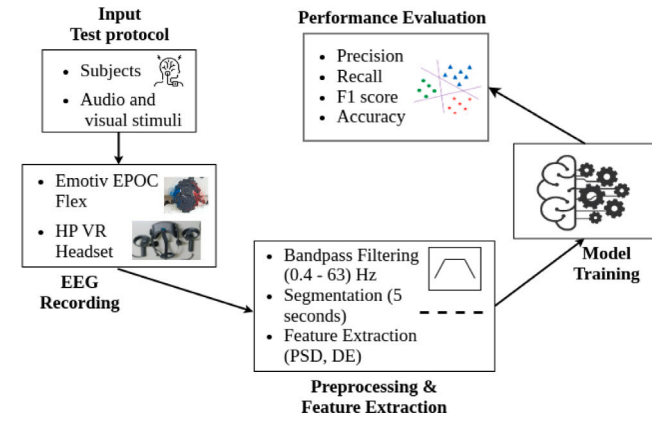 Input
Test protocol
• Subjects
• Audio and
visual stimuli
• Emotiv EPOC
Flex
• HP VR
Headset
EEG
Recording
• Bandpass Filtering
(0.4 - 63) Hz
• Segmentation (5
seconds)
• Feature Extraction
(PSD, DE)
Preprocessing &
Feature Extraction
Model
Training
Performance Evaluation
• Precision
• Recall
• F1 score
• Accuracy